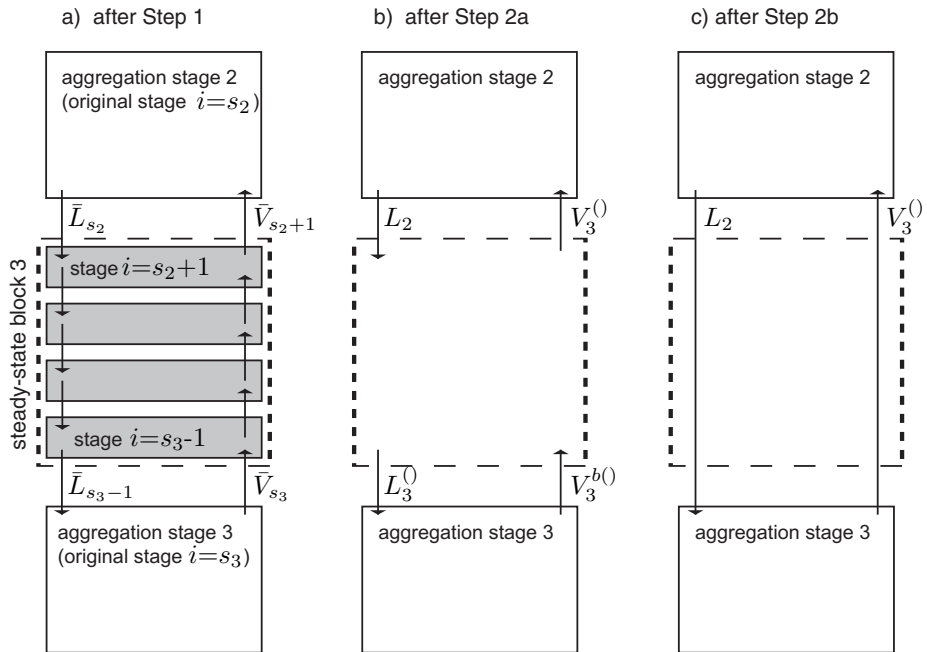 a) after Step 1
aggregation stage 2
(original stage i=s₂)
L̄_{s₂}
V̄_{s₂+1}
steady-state block 3
stage i=s₂+1
stage i=s₃-1
L̄_{s₃−1}
V̄_{s₃}
aggregation stage 3
(original stage i=s₃)
b) after Step 2a
aggregation stage 2
L₂
V₃^{()}
L₃^{()}
V₃^{b()}
aggregation stage 3
c) after Step 2b
aggregation stage 2
L₂
V₃^{()}
aggregation stage 3